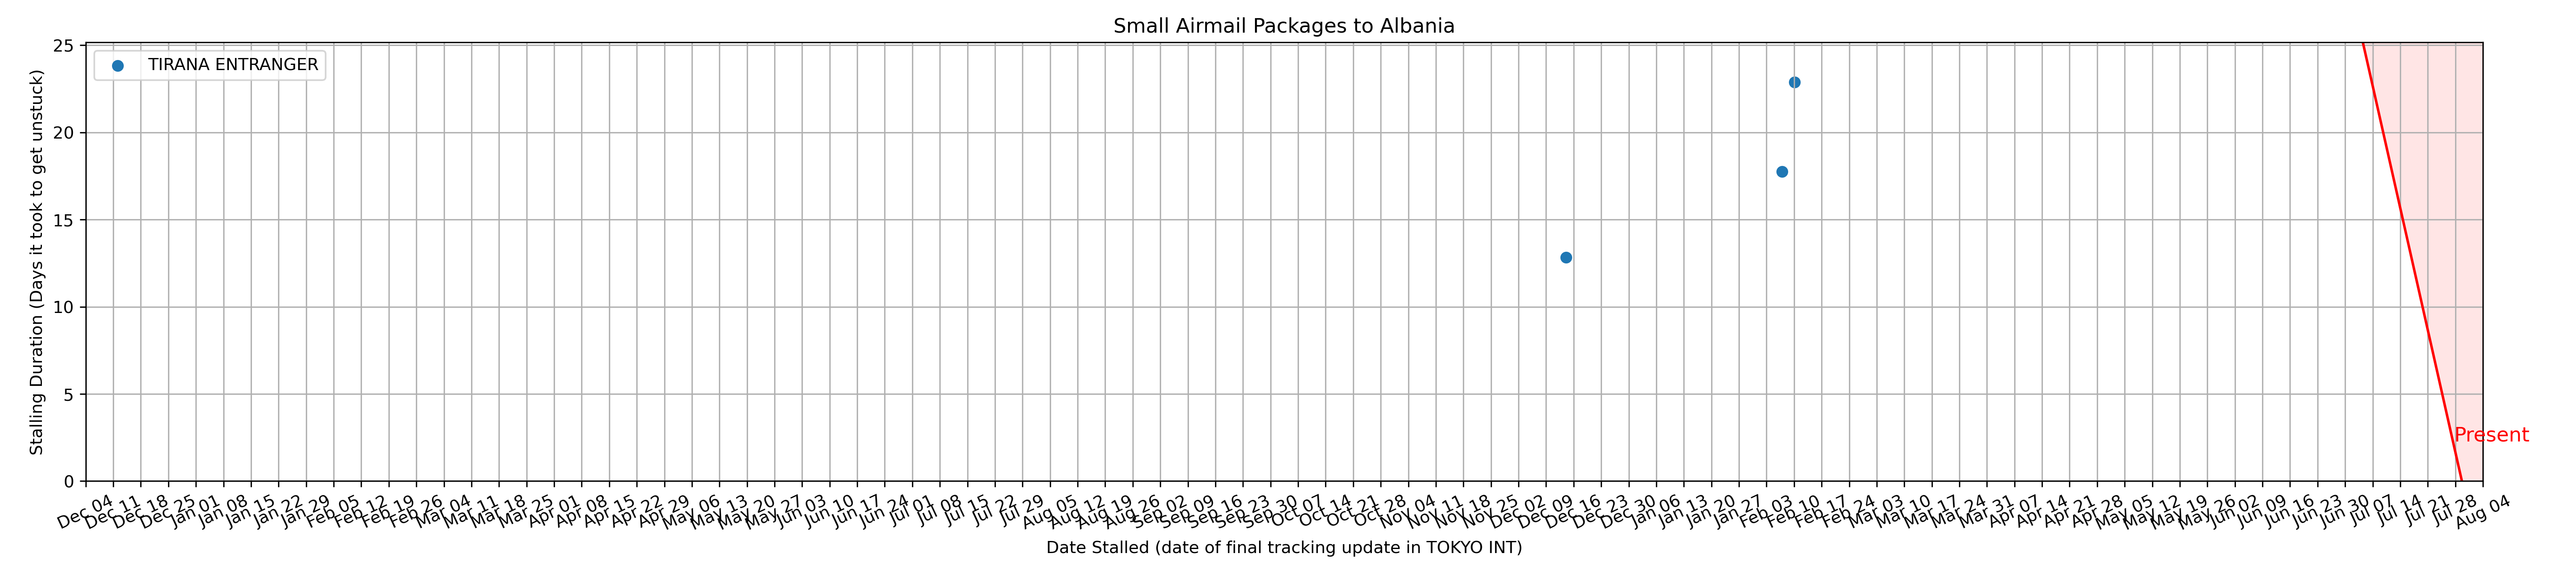 Small Airmail Packages to Albania
TIRANA ENTRANGER
Stalling Duration (Days it took to get unstuck)
25
20
15
10
5
0
Present
Dec 04 Dec 11 Dec 18 Dec 25 Jan 01 Jan 08 Jan 15 Jan 22 Jan 29 Feb 05 Feb 12 Feb 19 Feb 26 Mar 04 Mar 11 Mar 18 Mar 25 Apr 01 Apr 08 Apr 15 Apr 22 Apr 29 May 06 May 13 May 20 May 27 Jun 03 Jun 10 Jun 17 Jun 24 Jul 01 Jul 08 Jul 15 Jul 22 Jul 29 Aug 05 Aug 12 Aug 19 Aug 26 Sep 02 Sep 09 Sep 16 Sep 23 Sep 30 Oct 07 Oct 14 Oct 21 Oct 28 Nov 04 Nov 11 Nov 18 Nov 25 Dec 02 Dec 09 Dec 16 Dec 23 Dec 30 Jan 06 Jan 13 Jan 20 Jan 27 Feb 03 Feb 10 Feb 17 Feb 24 Mar 03 Mar 10 Mar 17 Mar 24 Mar 31 Apr 07 Apr 14 Apr 21 Apr 28 May 05 May 12 May 19 May 26 Jun 02 Jun 09 Jun 16 Jun 23 Jun 30 Jul 07 Jul 14 Jul 21 Jul 28 Aug 04
Date Stalled (date of final tracking update in TOKYO INT)